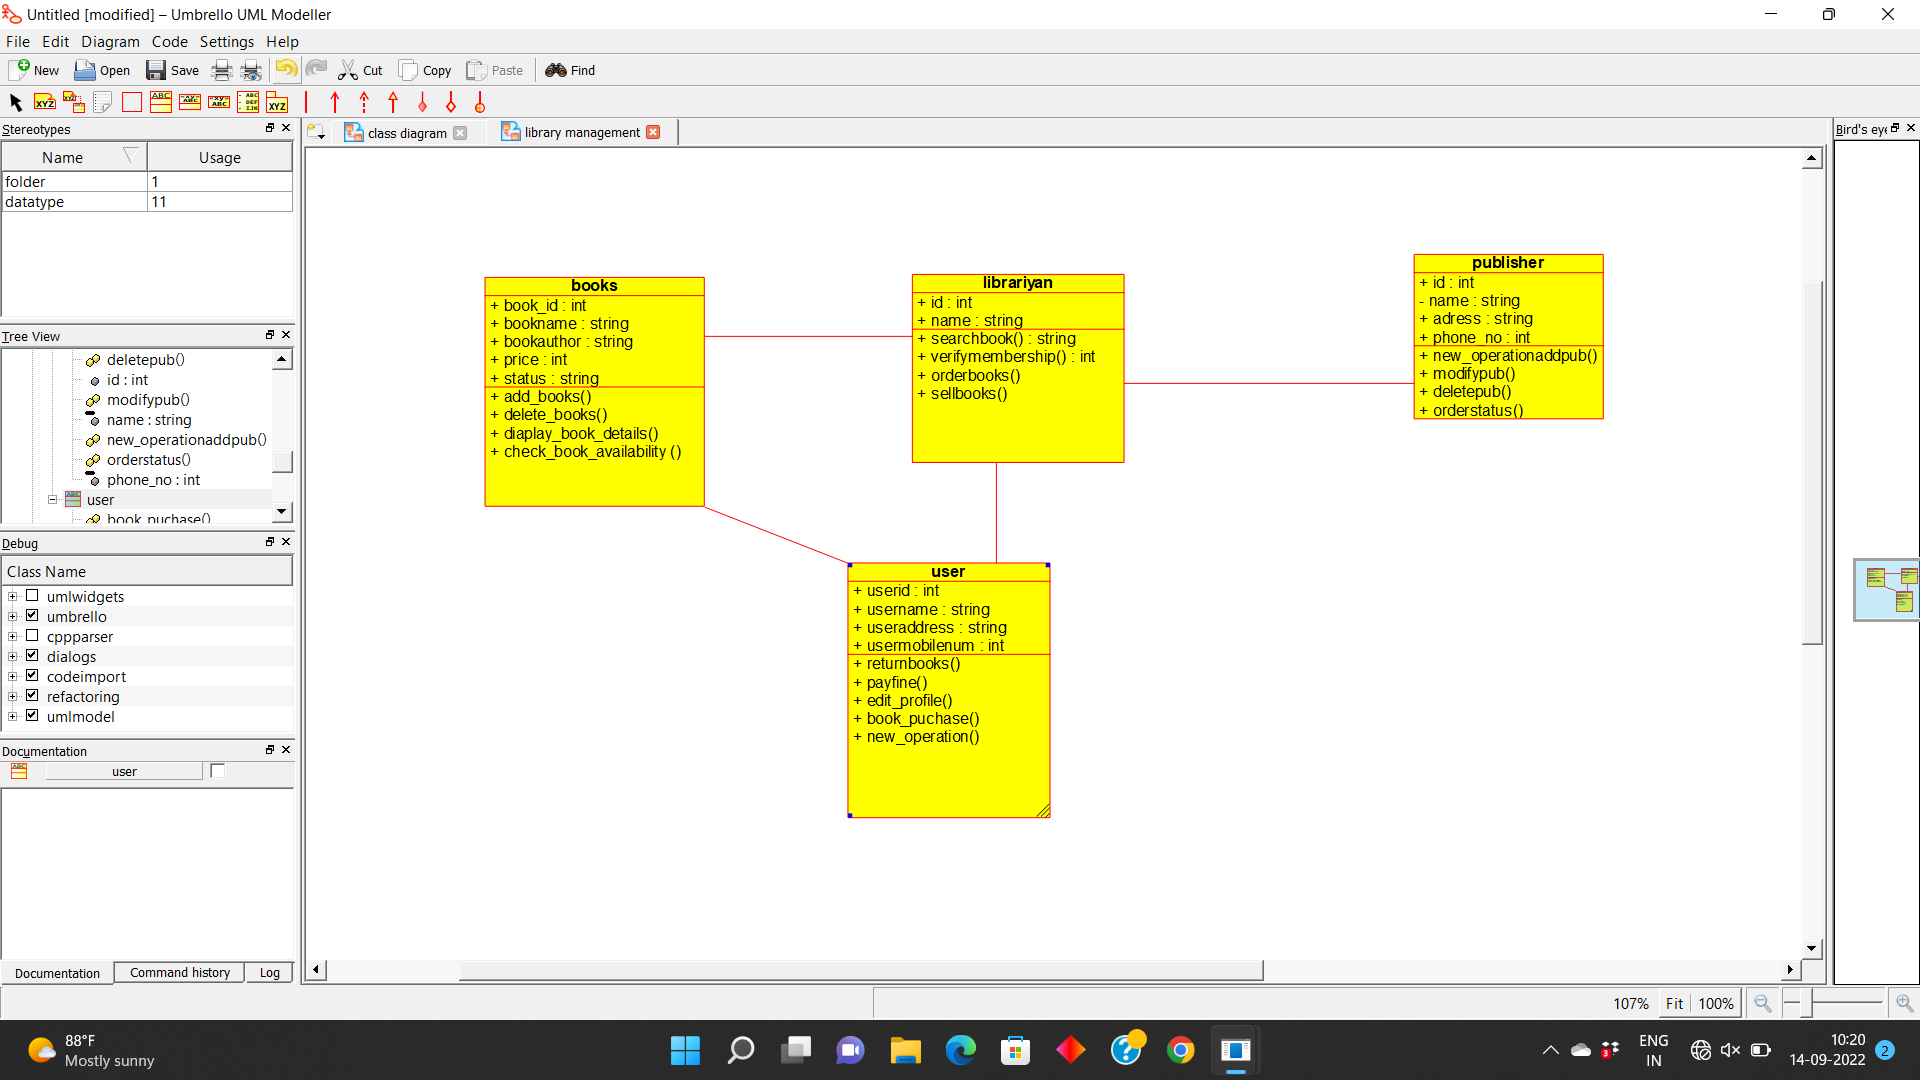 Untitled [modified] – Umbrello UML Modeller
File Edit Diagram Code Settings Help
New Open Save Cut Copy Paste Find
Stereotypes
Name Usage
folder 1
datatype 11
Tree View
deletepub()
id : int
modifypub()
name : string
new_operationaddpub()
orderstatus()
phone_no : int
user
book_puchase()
Debug
Class Name
umlwidgets
umbrello
cppparser
dialogs
codeimport
refactoring
umlmodel
Documentation
user
Documentation Command history Log
class diagram
library management
books
+ book_id : int
+ bookname : string
+ bookauthor : string
+ price : int
+ status : string
+ add_books()
+ delete_books()
+ diaplay_book_details()
+ check_book_availability ()
librariyan
+ id : int
+ name : string
+ searchbook() : string
+ verifymembership() : int
+ orderbooks()
+ sellbooks()
publisher
+ id : int
- name : string
+ adress : string
+ phone_no : int
+ new_operationaddpub()
+ modifypub()
+ deletepub()
+ orderstatus()
user
+ userid : int
+ username : string
+ useraddress : string
+ usermobilenum : int
+ returnbooks()
+ payfine()
+ edit_profile()
+ book_puchase()
+ new_operation()
Bird's eye
107% Fit 100%
88°F
Mostly sunny
ENG
IN
10:20
14-09-2022
2